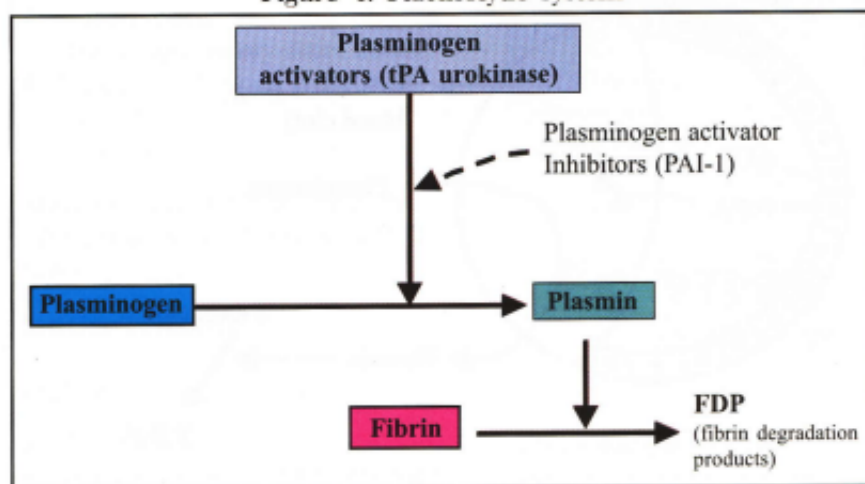 Plasminogen
activators (tPA urokinase)
Plasminogen activator
Inhibitors (PAI-1)
Plasminogen
Plasmin
Fibrin
FDP
(fibrin degradation
products)